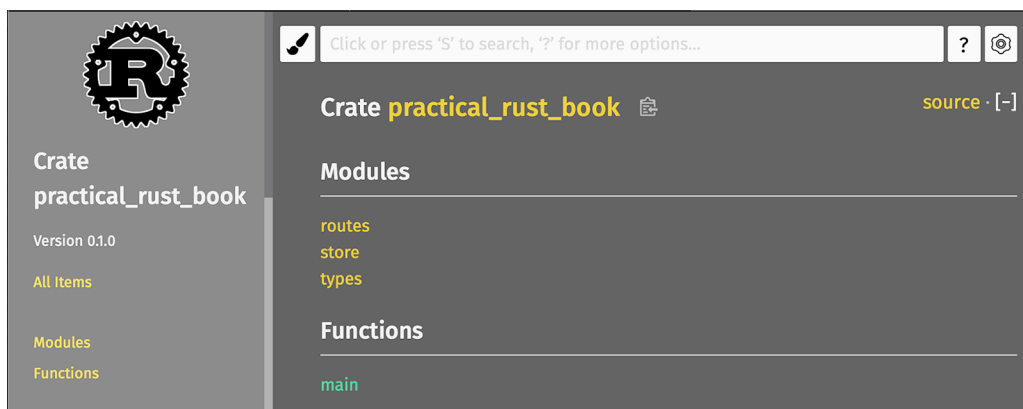 R
Crate
practical_rust_book
Version 0.1.0
All Items
Modules
Functions
Click or press ‘S’ to search, ‘?’ for more options...
?
Crate practical_rust_book
source · [−]
Modules
routes
store
types
Functions
main